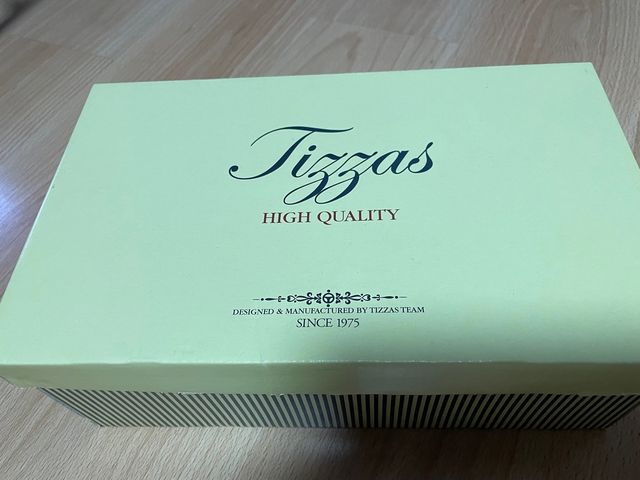 Tizzas
HIGH QUALITY
DESIGNED & MANUFACTURED BY TIZZAS TEAM
SINCE 1975